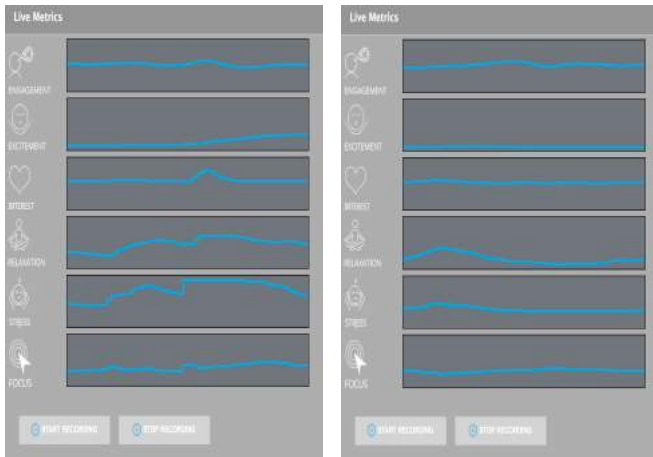 Live Metrics
ENGAGEMENT
EXCITEMENT
INTEREST
RELAXATION
STRESS
FOCUS
START RECORDING
STOP RECORDING
Live Metrics
ENGAGEMENT
EXCITEMENT
INTEREST
RELAXATION
STRESS
FOCUS
START RECORDING
STOP RECORDING